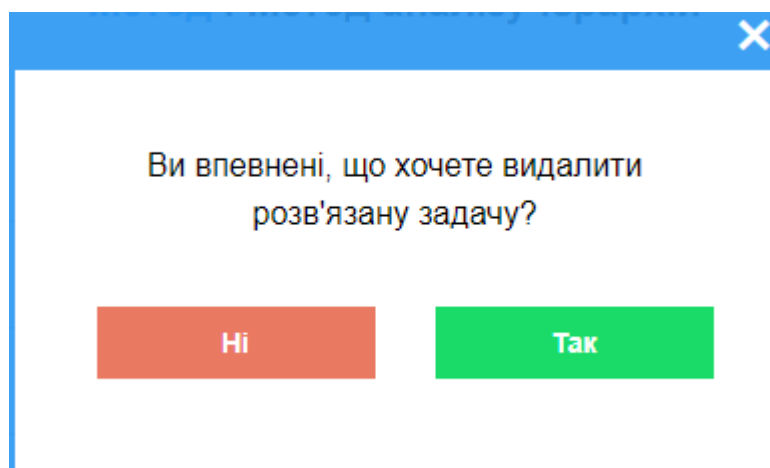 Ви впевнені, що хочете видалити
розв'язану задачу?
Ні
Так